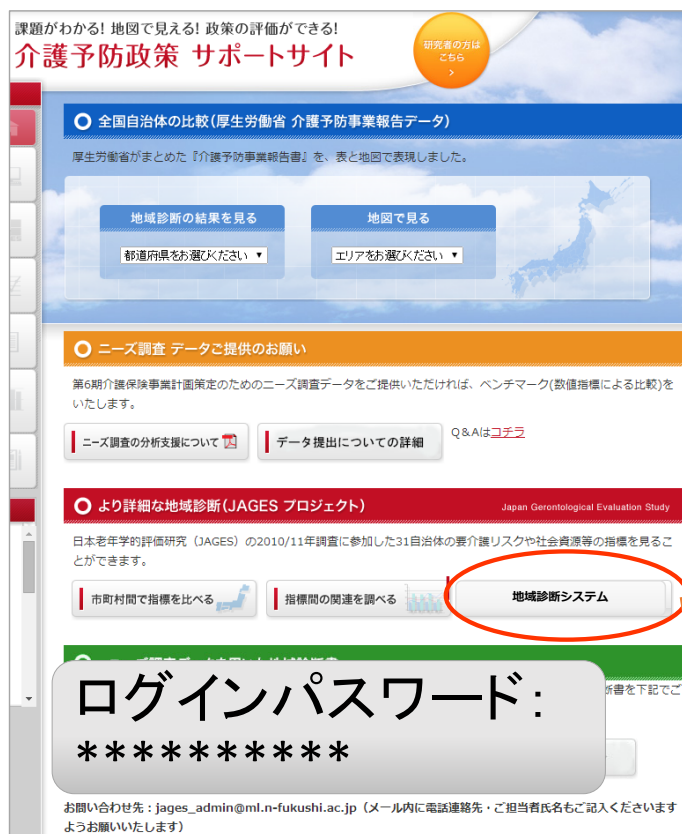 課題がわかる! 地図で見える! 政策の評価ができる!
介護予防政策 サポートサイト
研究者の方は
こちら
全国自治体の比較(厚生労働省 介護予防事業報告データ)
厚生労働省がまとめた『介護予防事業報告書』を、表と地図で表現しました。
地域診断の結果を見る
地図で見る
都道府県をお選びください ▼
エリアをお選びください ▼
ニーズ調査 データご提供のお願い
第6期介護保険事業計画策定のためのニーズ調査データをご提供いただければ、ベンチマーク(数値指標による比較)を
いたします。
ニーズ調査の分析支援について
データ提出についての詳細
Q&Aはコチラ
より詳細な地域診断(JAGES プロジェクト)
Japan Gerontological Evaluation Study
日本老年学的評価研究（JAGES）の2010/11年調査に参加した31自治体の要介護リスクや社会資源等の指標を見るこ
とができます。
市町村間で指標を比べる
指標間の関連を調べる
地域診断システム
断書を下記でご
ログインパスワード:
**********
お問い合わせ先：jages_admin@ml.n-fukushi.ac.jp（メール内に電話連絡先・ご担当者氏名もご記入くださいます
ようお願いいたします）